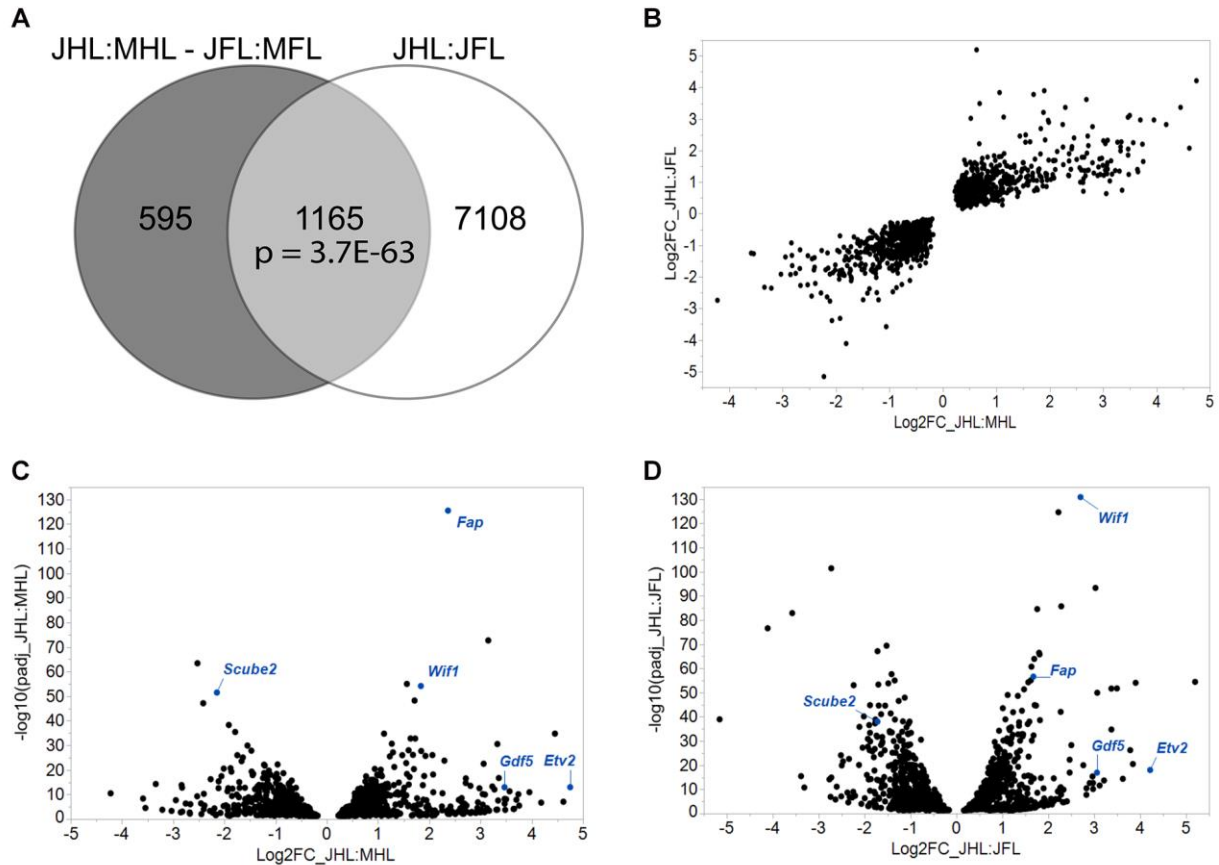 A
JHL:MHL - JFL:MFL
JHL:JFL
595
1165
p = 3.7E-63
7108
B
5
4
3
2
1
0
-1
-2
-3
-4
-5
Log2FC_JHL:JFL
-4 -3 -2 -1 0 1 2 3 4 5
Log2FC_JHL:MHL
C
130
120
110
100
90
80
70
60
50
40
30
20
10
0
-log10(padj_JHL:MHL)
Fap
Scube2
Wif1
Gdf5
Etv2
-5 -4 -3 -2 -1 0 1 2 3 4 5
Log2FC_JHL:MHL
D
130
120
110
100
90
80
70
60
50
40
30
20
10
0
-log10(padj_JHL:JFL)
Wif1
Fap
Scube2
Gdf5
Etv2
-5 -4 -3 -2 -1 0 1 2 3 4 5
Log2FC_JHL:JFL